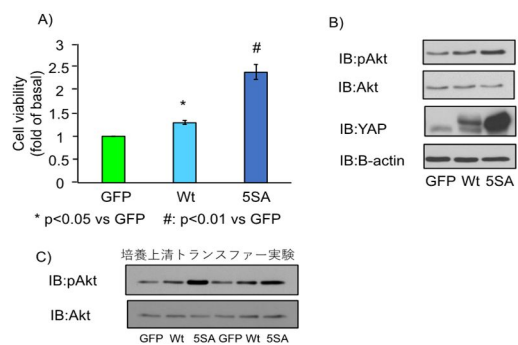 A)
Cell viability
(fold of basal)
3
2.5
2
1.5
1
0.5
0
*
#
GFP Wt 5SA
* p<0.05 vs GFP #: p<0.01 vs GFP
B)
IB:pAkt
IB:Akt
IB:YAP
IB:B-actin
GFP Wt 5SA
C)
培養上清トランスファー実験
IB:pAkt
IB:Akt
GFP Wt 5SA GFP Wt 5SA